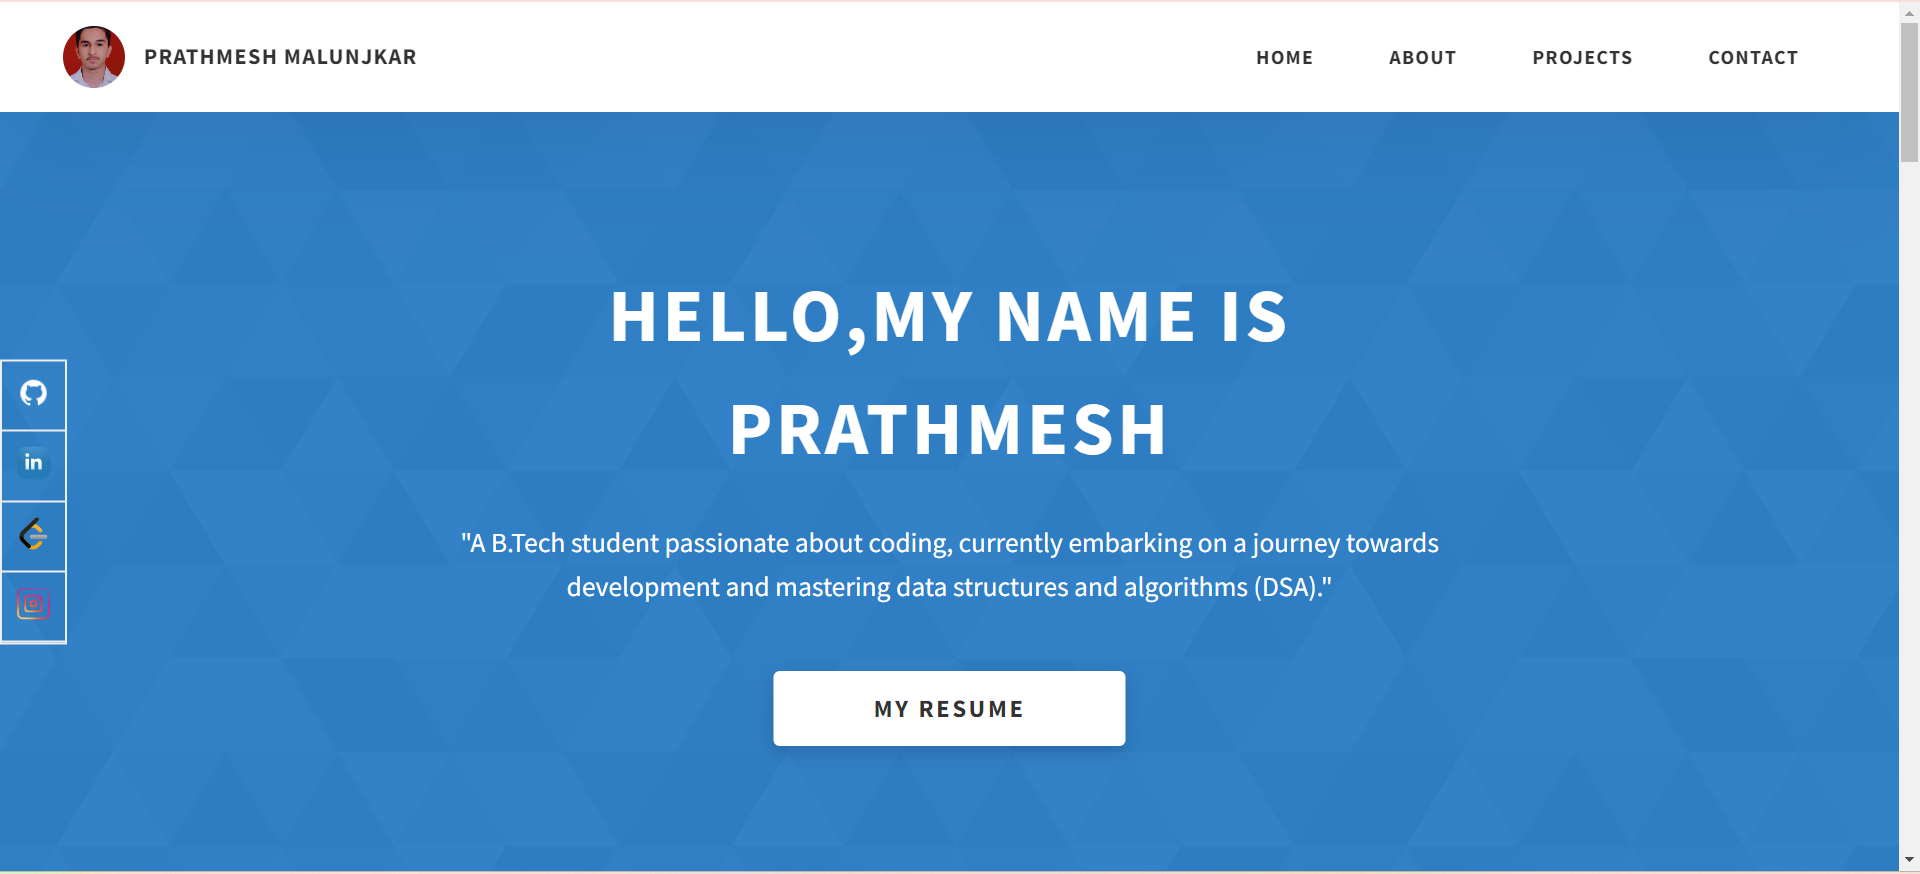 PRATHMESH MALUNJKAR
HOME ABOUT PROJECTS CONTACT
HELLO,MY NAME IS
PRATHMESH
"A B.Tech student passionate about coding, currently embarking on a journey towards
development and mastering data structures and algorithms (DSA)."
MY RESUME
in